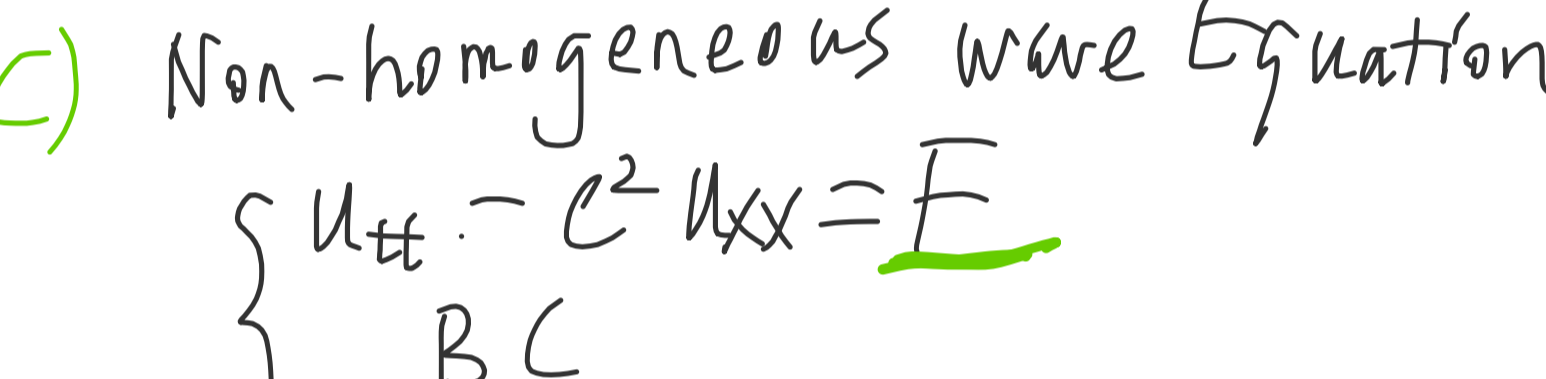 C) Non-homogeneous wave Equation
u_tt - c² u_xx = F
BC